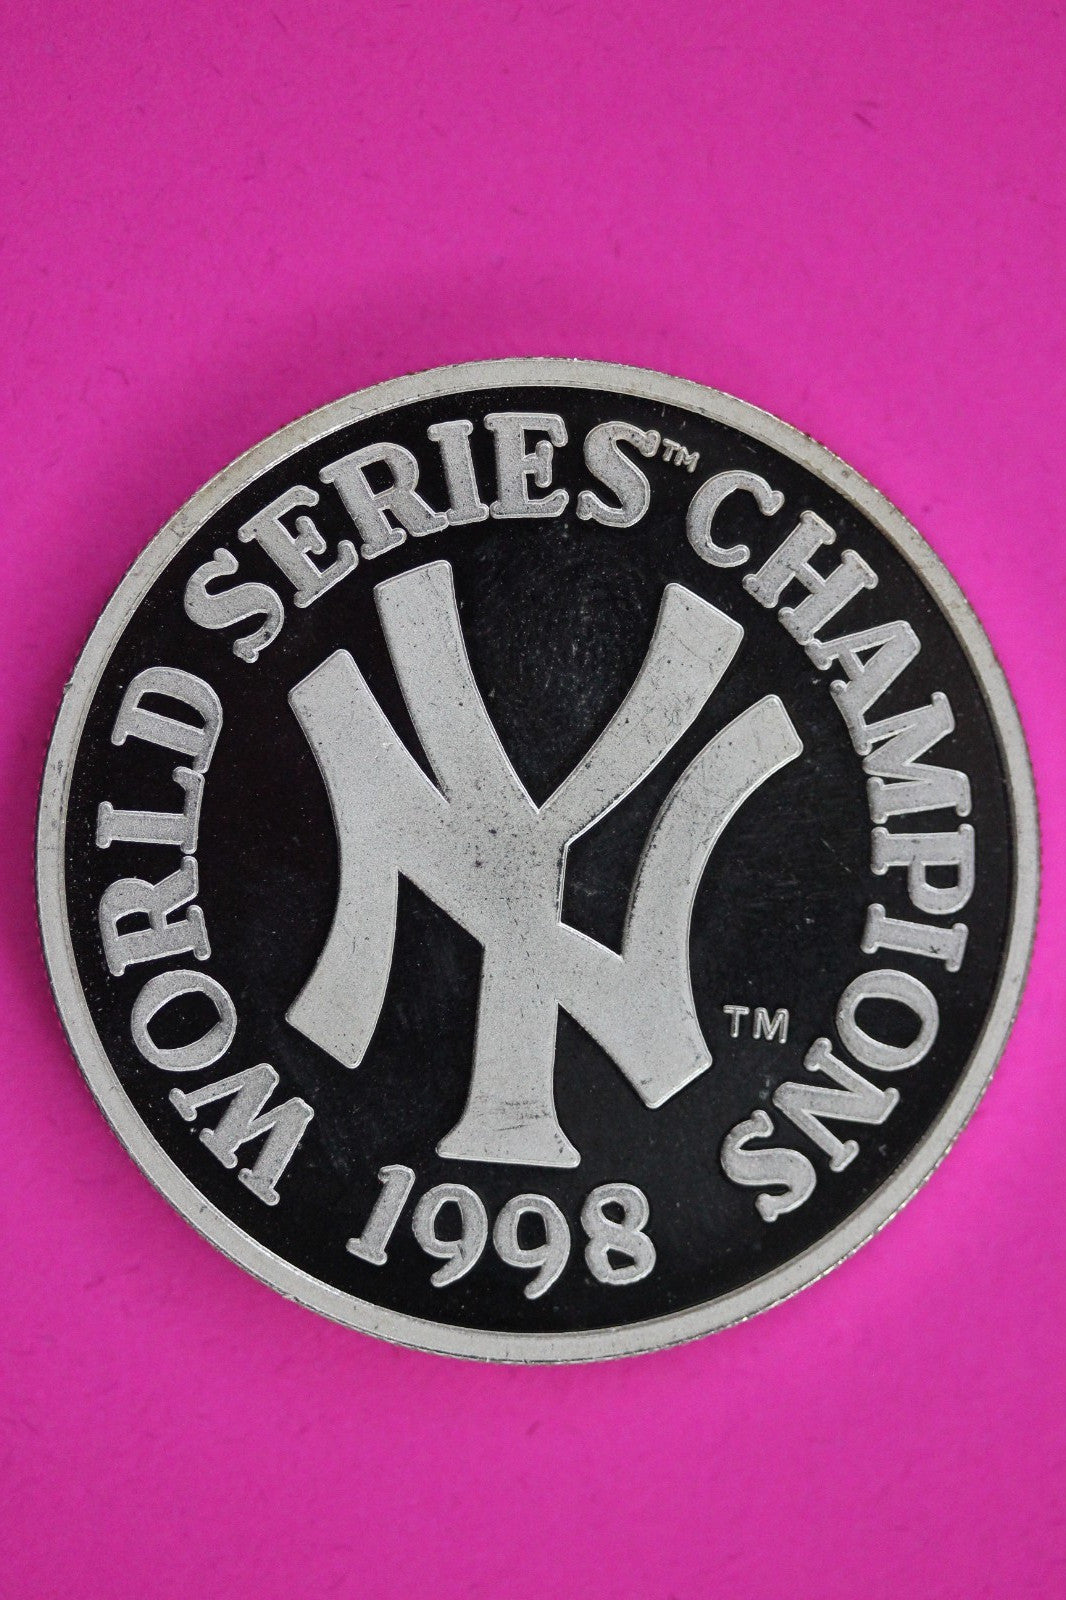 WORLD SERIES™ CHAMPIONS
NY
TM
1998